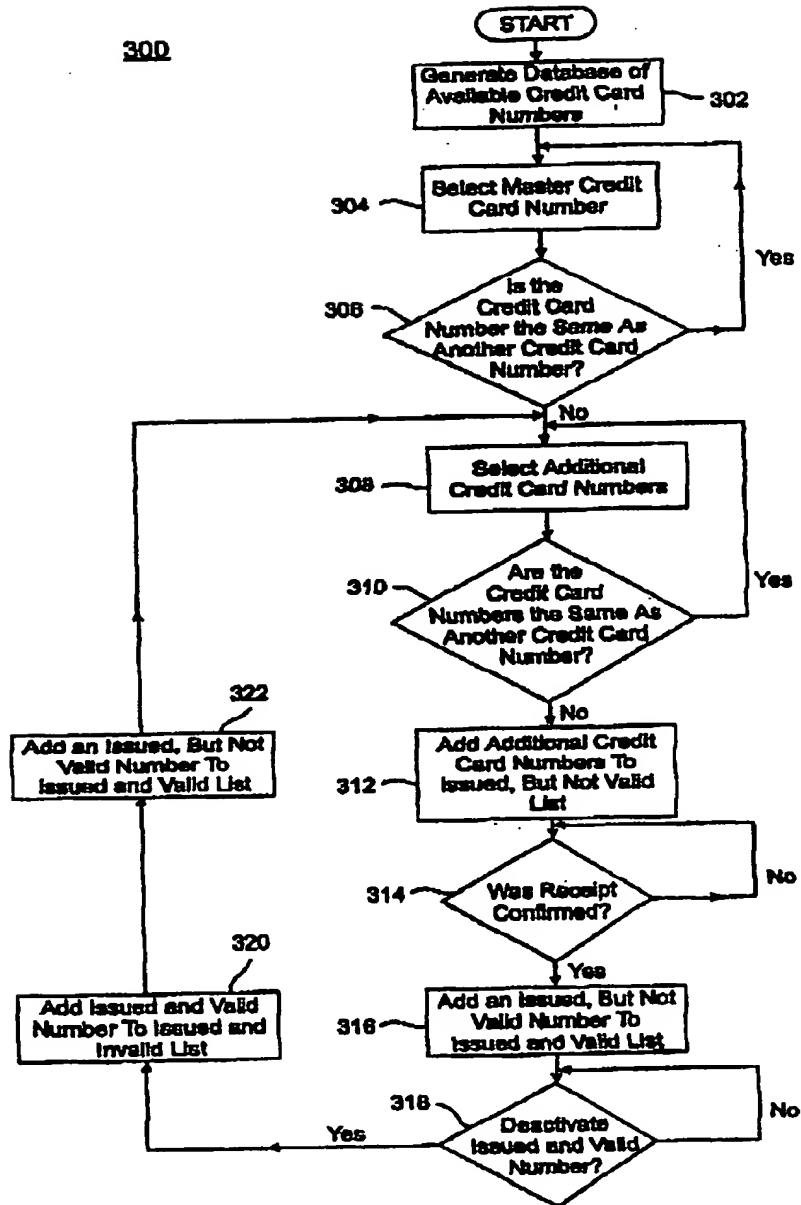 300
START
Generate Database of
Available Credit Card
Numbers
302
304
Select Master Credit
Card Number
Yes
306
Is the
Credit Card
Number the Same As
Another Credit Card
Number?
No
308
Select Additional
Credit Card Numbers
310
Are the
Credit Card
Numbers the Same As
Another Credit Card
Number?
Yes
No
322
Add an Issued, But Not
Valid Number To
Issued and Valid List
312
Add Additional Credit
Card Numbers To
Issued, But Not Valid
List
314
Was Receipt
Confirmed?
No
Yes
320
Add Issued and Valid
Number To Issued and
Invalid List
316
Add an Issued, But Not
Valid Number To
Issued and Valid List
318
Deactivate
Issued and Valid
Number?
No
Yes